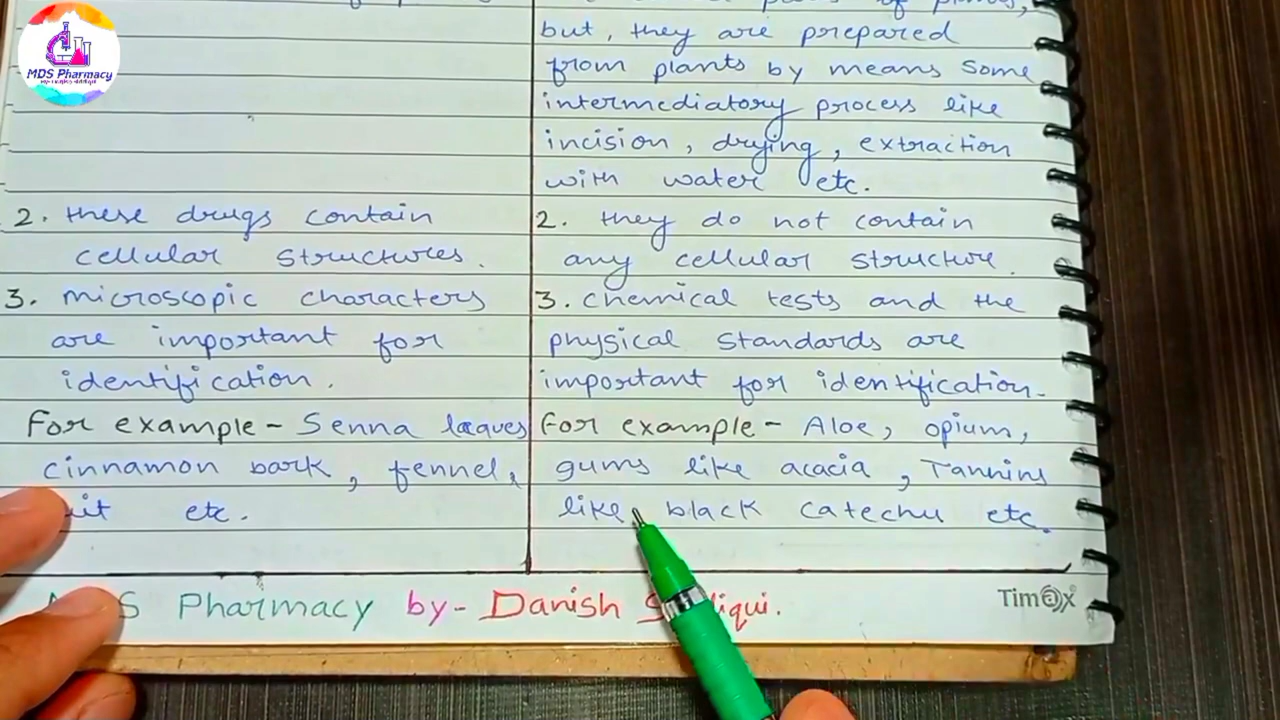 MDS Pharmacy
but, they are prepared
from plants by means some
intermediatory process like
incision, drying, extraction
with water etc.
2. these drugs contain
cellular structures.
3. microscopic characters
are important for
identification.
For example - Senna leaves
cinnamon bark, fennel,
etc.
2. they do not contain
any cellular structure.
3. chemical tests and the
physical standards are
important for identification.
For example - Aloe, opium,
gums like acacia, Tannins
like black catechu etc.
Pharmacy by- Danish
Timex